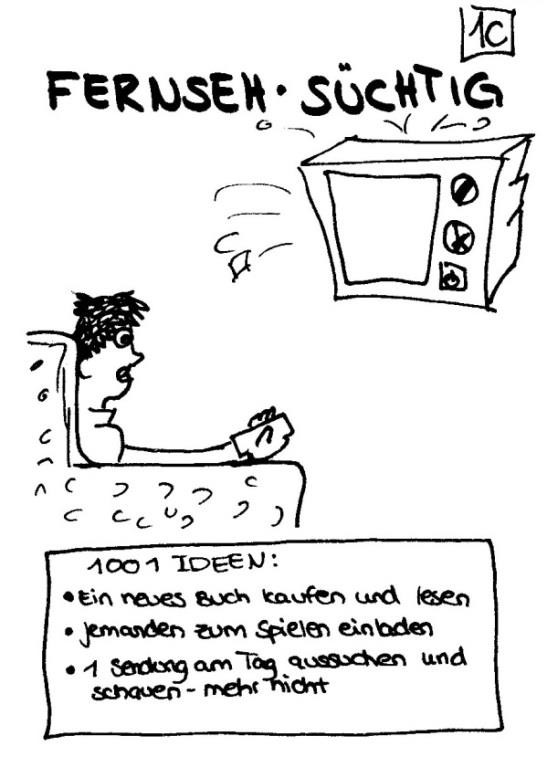 1C
FERNSEH·SÜCHTIG
1001 IDEEN:
• Ein neues Buch kaufen und lesen
• jemanden zum Spielen einladen
• 1 Sendung am Tag aussuchen und
schauen - mehr nicht